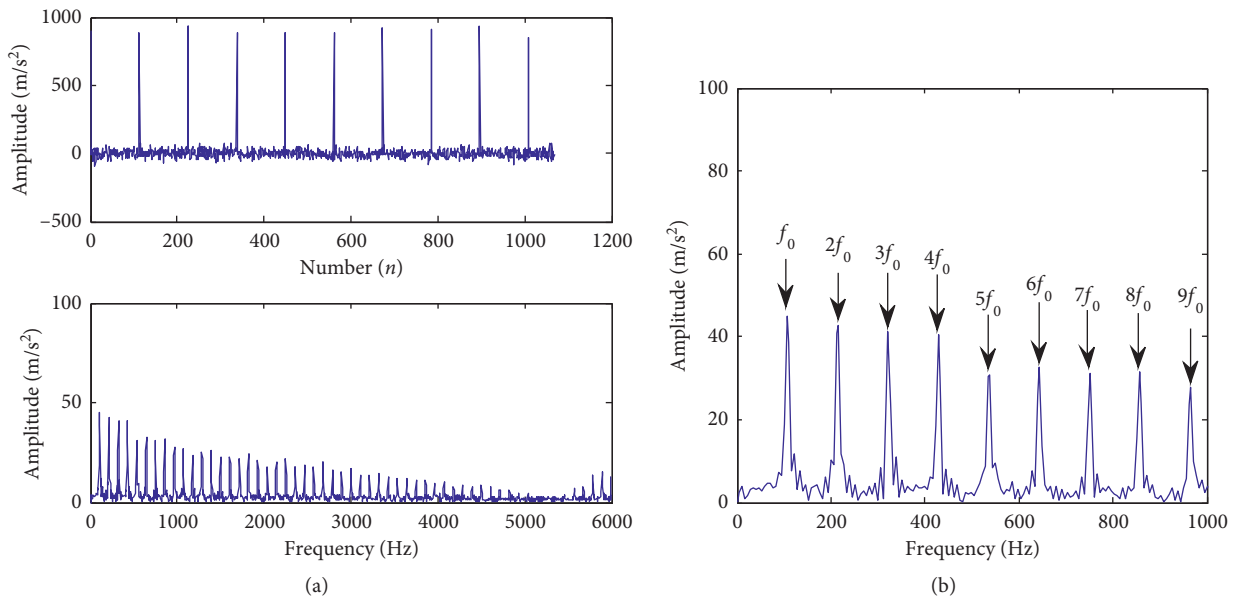 1000
500
0
–500
Amplitude (m/s²)
0 200 400 600 800 1000 1200
Number (n)
100
50
0
Amplitude (m/s²)
0 1000 2000 3000 4000 5000 6000
Frequency (Hz)
(a)
100
80
60
40
20
0
Amplitude (m/s²)
f₀ 2f₀ 3f₀ 4f₀ 5f₀ 6f₀ 7f₀ 8f₀ 9f₀
0 200 400 600 800 1000
Frequency (Hz)
(b)